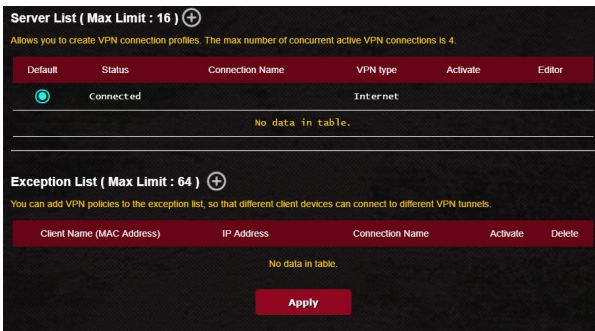 Server List ( Max Limit : 16 )
Allows you to create VPN connection profiles. The max number of concurrent active VPN connections is 4.
Default Status Connection Name VPN type Activate Editor
Connected Internet
No data in table.
Exception List ( Max Limit : 64 )
You can add VPN policies to the exception list, so that different client devices can connect to different VPN tunnels.
Client Name (MAC Address) IP Address Connection Name Activate Delete
No data in table.
Apply